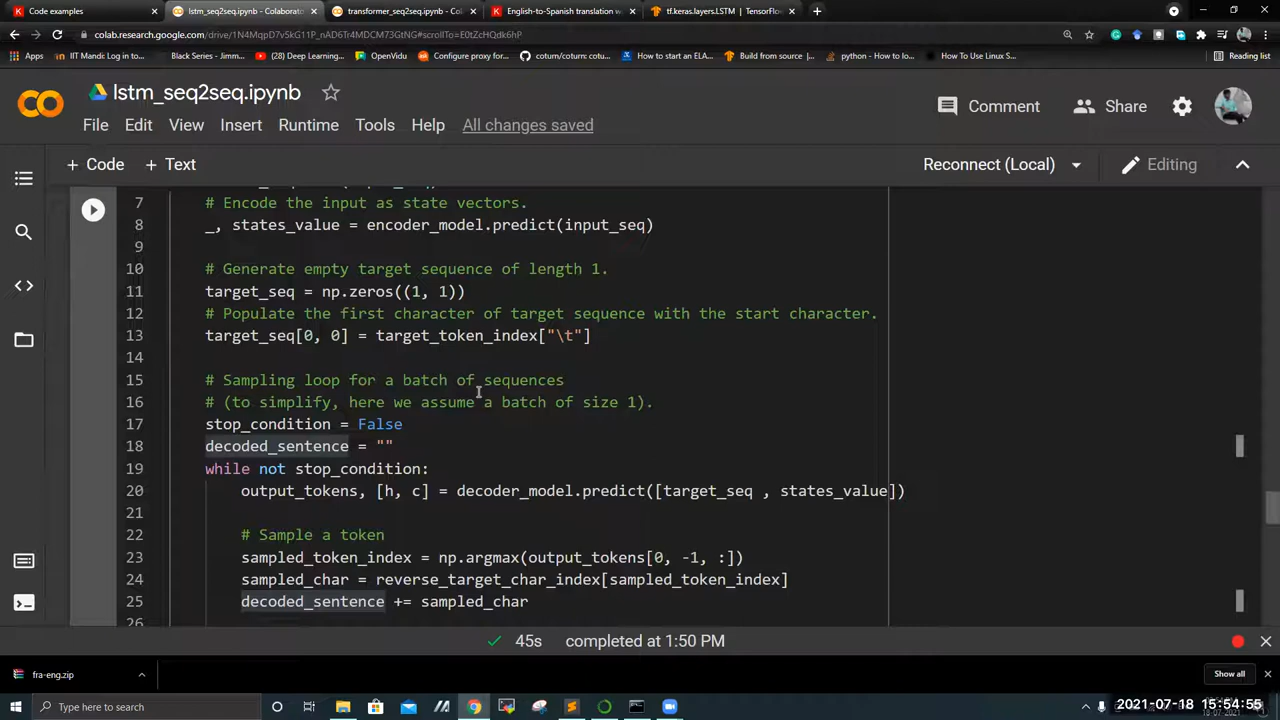 Code examples
lstm_seq2seq.ipynb - Colaborato
transformer_seq2seq.ipynb - Col
English-to-Spanish translation w
tf.keras.layers.LSTM | TensorFlo
colab.research.google.com/drive/1N4MqpD7v5kG11P_nAD6Tr4MDCM73GtNG#scrollTo=E0tZcHQdk6hP
Apps
IIT Mandi Log in to...
Black Series - Jimm...
(28) Deep Learning...
OpenVidu
Configure proxy for...
coturn/coturn: cotu...
How to start an ELA...
Build from source |...
python - How to lo...
How To Use Linux S...
Reading list
lstm_seq2seq.ipynb
File Edit View Insert Runtime Tools Help All changes saved
Comment
Share
+ Code + Text
Reconnect (Local)
Editing
7 # Encode the input as state vectors.
8 _, states_value = encoder_model.predict(input_seq)
9
10 # Generate empty target sequence of length 1.
11 target_seq = np.zeros((1, 1))
12 # Populate the first character of target sequence with the start character.
13 target_seq[0, 0] = target_token_index["\t"]
14
15 # Sampling loop for a batch of sequences
16 # (to simplify, here we assume a batch of size 1).
17 stop_condition = False
18 decoded_sentence = ""
19 while not stop_condition:
20 output_tokens, [h, c] = decoder_model.predict([target_seq , states_value])
21
22 # Sample a token
23 sampled_token_index = np.argmax(output_tokens[0, -1, :])
24 sampled_char = reverse_target_char_index[sampled_token_index]
25 decoded_sentence += sampled_char
26
45s completed at 1:50 PM
fra-eng.zip
Show all
Type here to search
2021-07-18 15:54:55